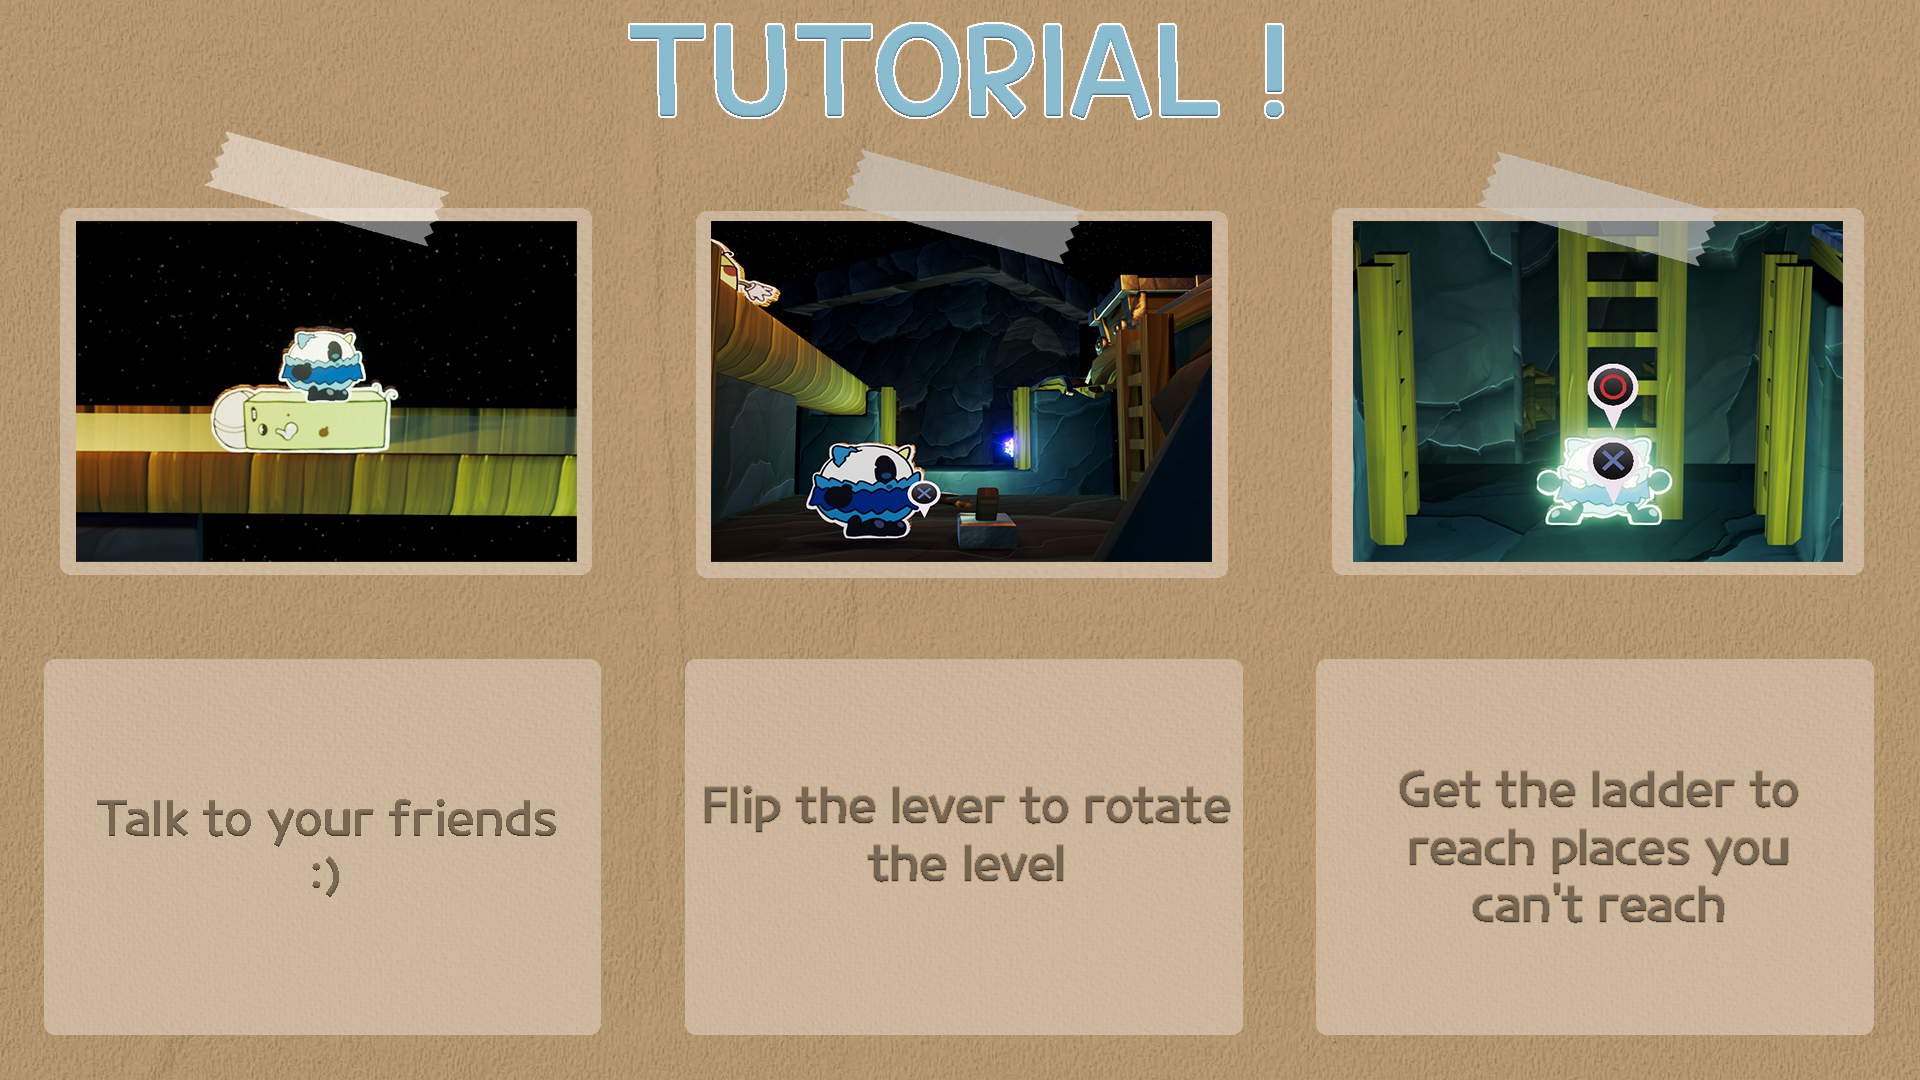 TUTORIAL !
Talk to your friends
:)
Flip the lever to rotate
the level
Get the ladder to
reach places you
can't reach